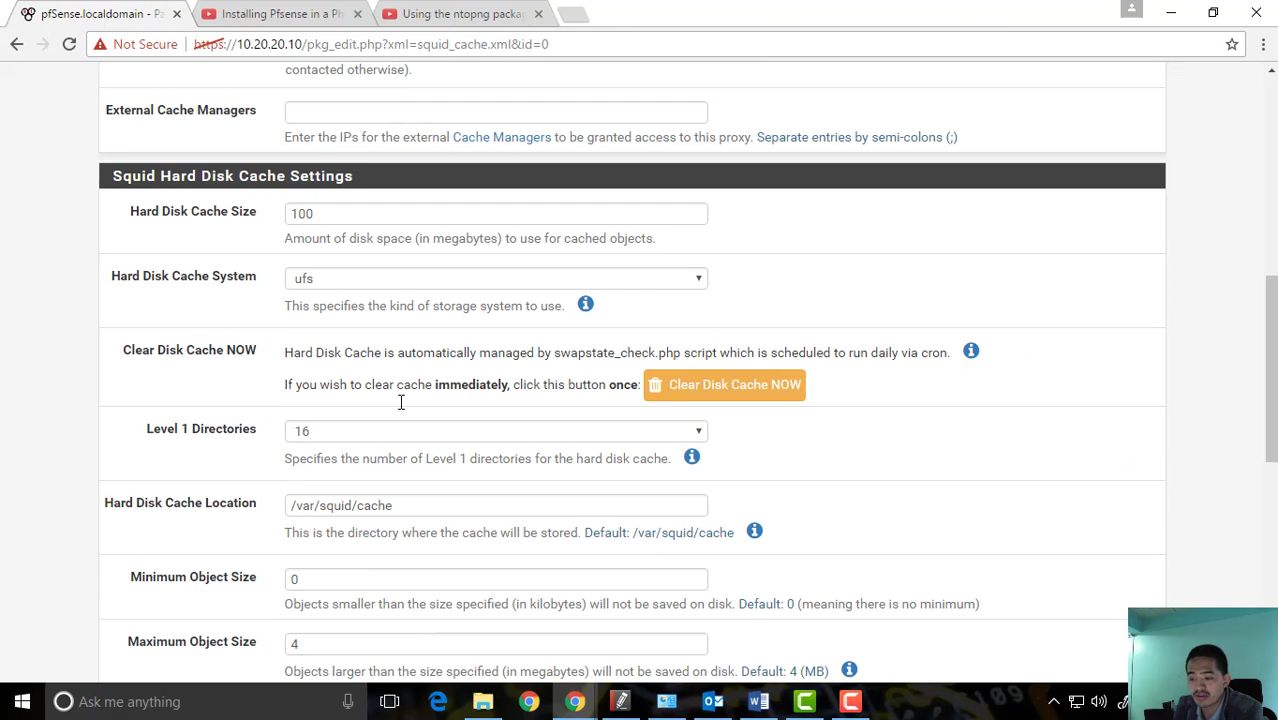 pfSense.localdomain - Pa
Installing Pfsense in a Ph
Using the ntopng packa
Not Secure
https://10.20.20.10/pkg_edit.php?xml=squid_cache.xml&id=0
contacted otherwise).
External Cache Managers
Enter the IPs for the external Cache Managers to be granted access to this proxy. Separate entries by semi-colons (;)
Squid Hard Disk Cache Settings
Hard Disk Cache Size
100
Amount of disk space (in megabytes) to use for cached objects.
Hard Disk Cache System
ufs
This specifies the kind of storage system to use.
Clear Disk Cache NOW
Hard Disk Cache is automatically managed by swapstate_check.php script which is scheduled to run daily via cron.
If you wish to clear cache immediately, click this button once:
Clear Disk Cache NOW
Level 1 Directories
16
Specifies the number of Level 1 directories for the hard disk cache.
Hard Disk Cache Location
/var/squid/cache
This is the directory where the cache will be stored. Default: /var/squid/cache
Minimum Object Size
0
Objects smaller than the size specified (in kilobytes) will not be saved on disk. Default: 0 (meaning there is no minimum)
Maximum Object Size
4
Objects larger than the size specified (in megabytes) will not be saved on disk. Default: 4 (MB)
Ask me anything